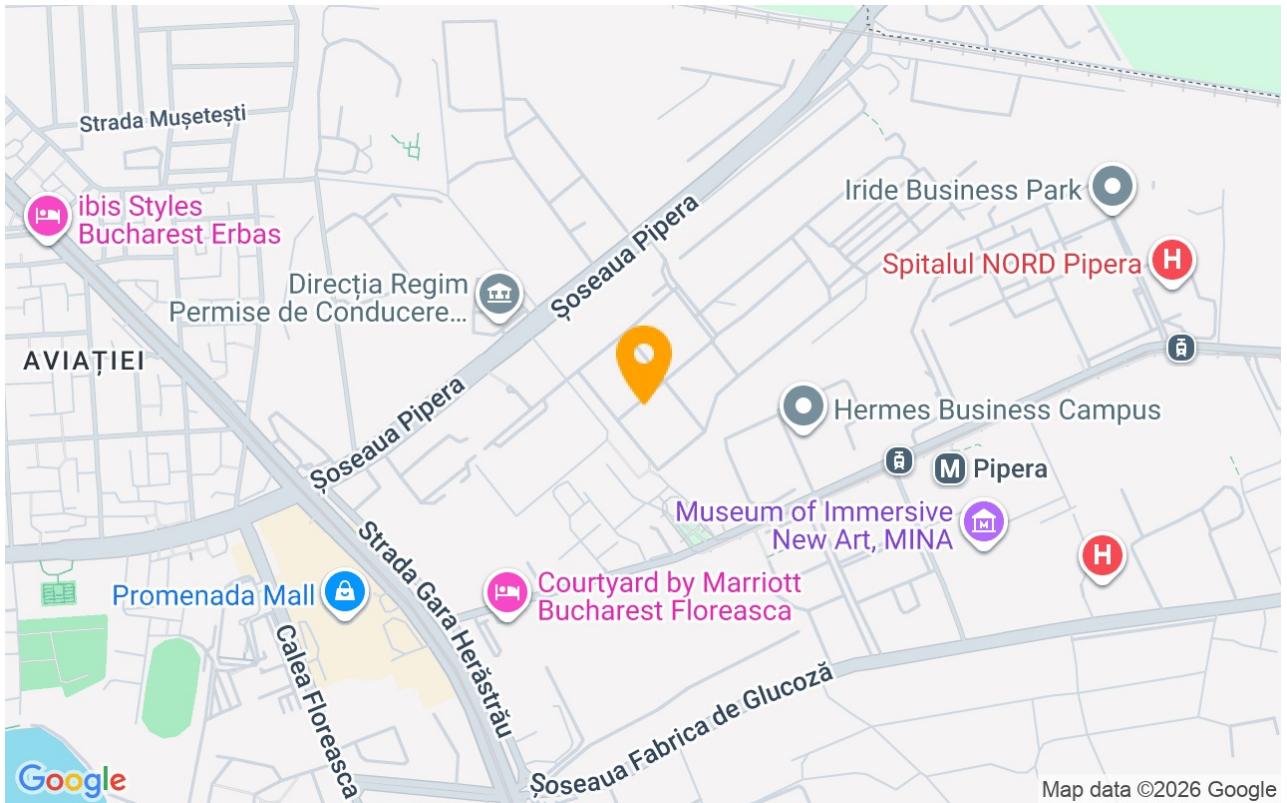 Strada Mușetești
ibis Styles
Bucharest Erbas
Iride Business Park
Spitalul NORD Pipera
H
Șoseaua Pipera
Direcția Regim
Permise de Conducere...
AVIAȚIEI
Șoseaua Pipera
Hermes Business Campus
M Pipera
Museum of Immersive
New Art, MINA
M
H
Strada Gara Herăstrău
Promenada Mall
Courtyard by Marriott
Bucharest Floreasca
Calea Floreasca
Șoseaua Fabrica de Glucoză
Google
Map data ©2026 Google